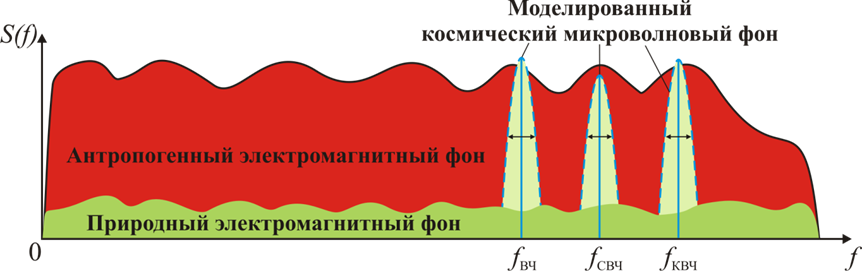 Моделированный
космический микроволновый фон
S(f)
Антропогенный электромагнитный фон
Природный электромагнитный фон
0
fВЧ
fСВЧ
fКВЧ
f